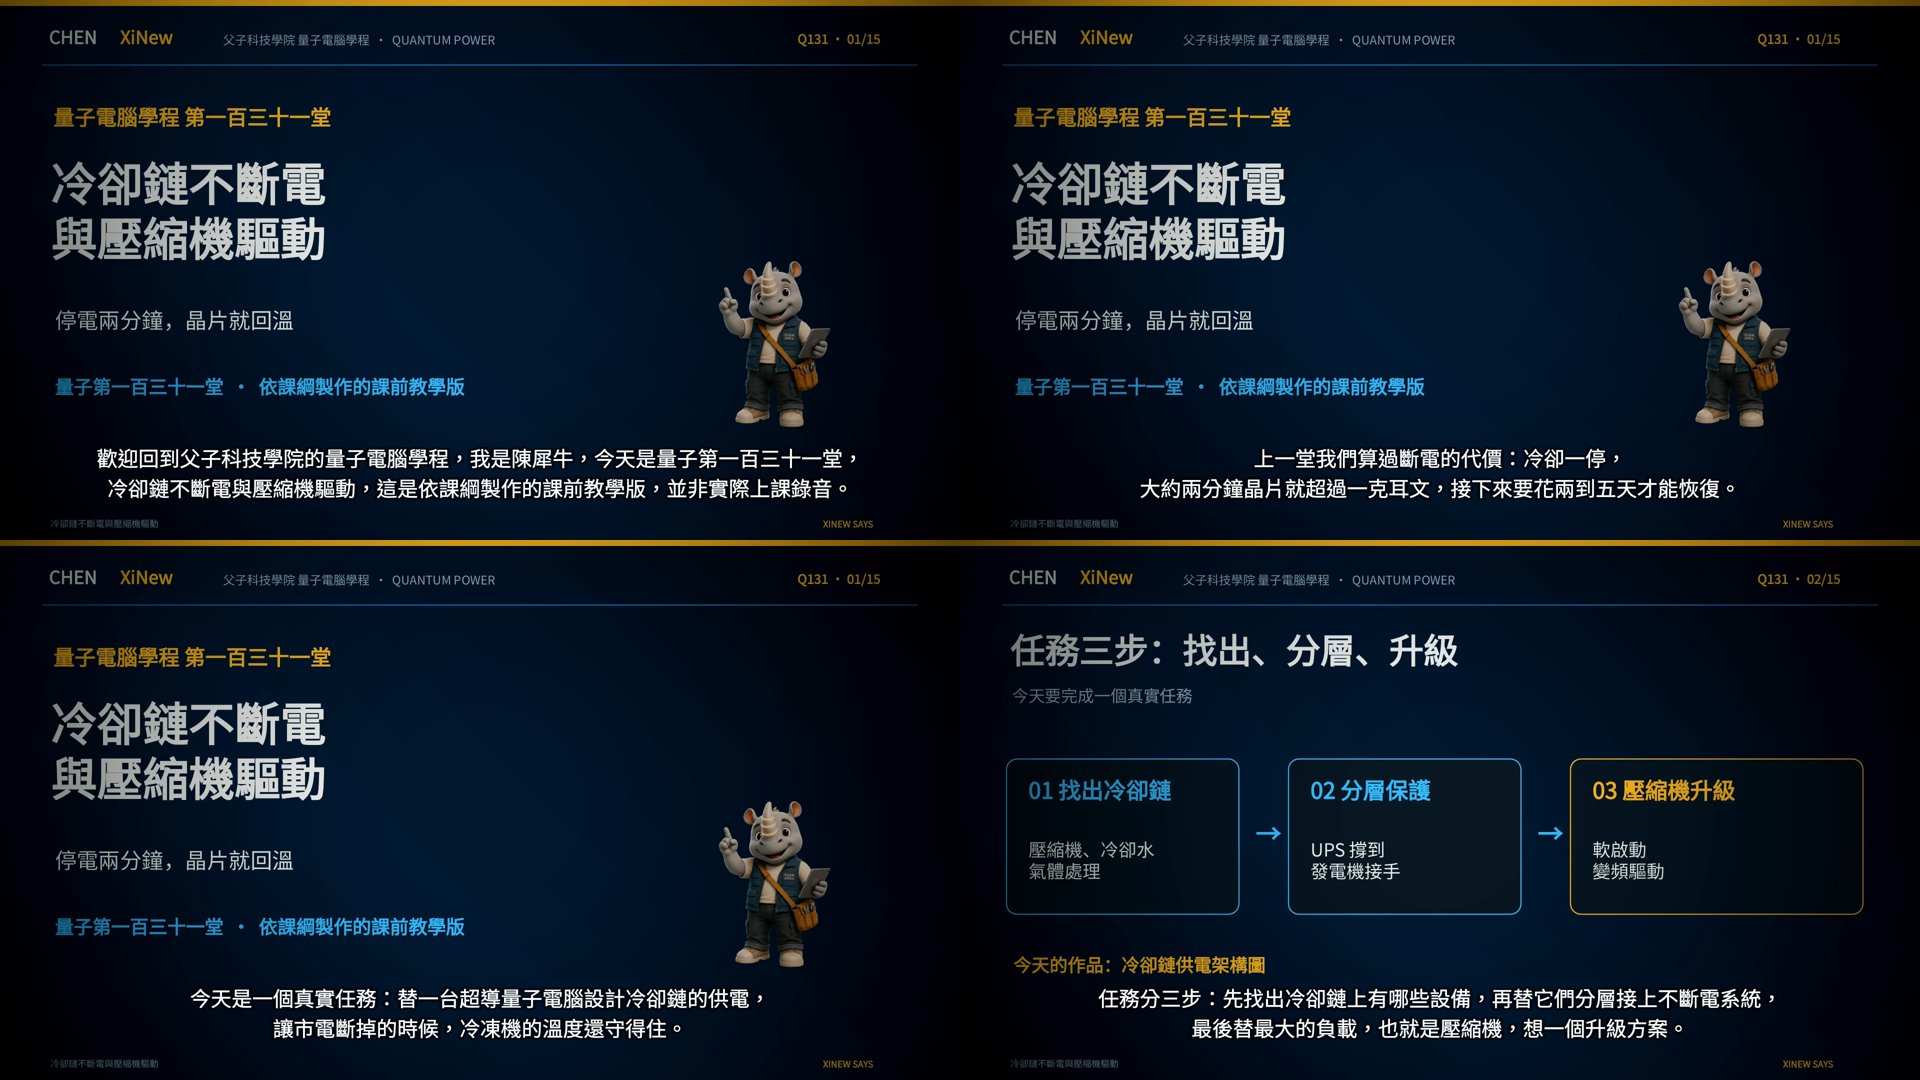 CHEN XiNew 父子科技學院 量子電腦學程 · QUANTUM POWER Q131 · 01/15
量子電腦學程 第一百三十一堂
冷卻鏈不斷電
與壓縮機驅動
停電兩分鐘，晶片就回溫
量子第一百三十一堂 · 依課綱製作的課前教學版
歡迎回到父子科技學院的量子電腦學程，我是陳犀牛，今天是量子第一百三十一堂，
冷卻鏈不斷電與壓縮機驅動，這是依課綱製作的課前教學版，並非實際上課錄音。
冷卻鏈不斷電與壓縮機驅動 XINEW SAYS
CHEN XiNew 父子科技學院 量子電腦學程 · QUANTUM POWER Q131 · 01/15
量子電腦學程 第一百三十一堂
冷卻鏈不斷電
與壓縮機驅動
停電兩分鐘，晶片就回溫
量子第一百三十一堂 · 依課綱製作的課前教學版
上一堂我們算過斷電的代價：冷卻一停，
大約兩分鐘晶片就超過一克耳文，接下來要花兩到五天才能恢復。
冷卻鏈不斷電與壓縮機驅動 XINEW SAYS
CHEN XiNew 父子科技學院 量子電腦學程 · QUANTUM POWER Q131 · 01/15
量子電腦學程 第一百三十一堂
冷卻鏈不斷電
與壓縮機驅動
停電兩分鐘，晶片就回溫
量子第一百三十一堂 · 依課綱製作的課前教學版
今天是一個真實任務：替一台超導量子電腦設計冷卻鏈的供電，
讓市電斷掉的時候，冷凍機的溫度還守得住。
冷卻鏈不斷電與壓縮機驅動 XINEW SAYS
CHEN XiNew 父子科技學院 量子電腦學程 · QUANTUM POWER Q131 · 02/15
任務三步：找出、分層、升級
今天要完成一個真實任務
01 找出冷卻鏈
壓縮機、冷卻水
氣體處理
→
02 分層保護
UPS 撐到
發電機接手
→
03 壓縮機升級
軟啟動
變頻驅動
今天的作品：冷卻鏈供電架構圖
任務分三步：先找出冷卻鏈上有哪些設備，再替它們分層接上不斷電系統，
最後替最大的負載，也就是壓縮機，想一個升級方案。
冷卻鏈不斷電與壓縮機驅動 XINEW SAYS